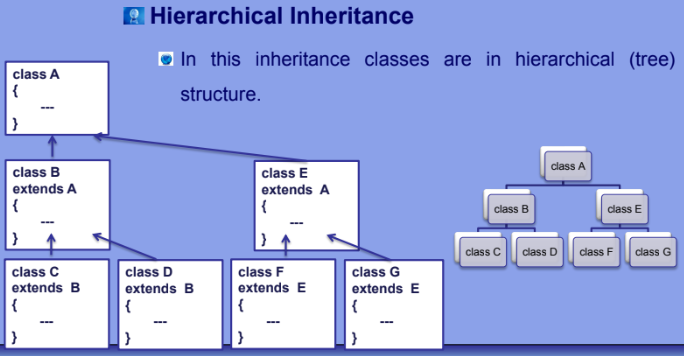 Hierarchical Inheritance
In this inheritance classes are in hierarchical (tree)
structure.
class A
{
---
}
class B
extends A
{
---
}
class E
extends A
{
---
}
class C
extends B
{
---
}
class D
extends B
{
---
}
class F
extends E
{
---
}
class G
extends E
{
---
}
class A
class B
class E
class C
class D
class F
class G